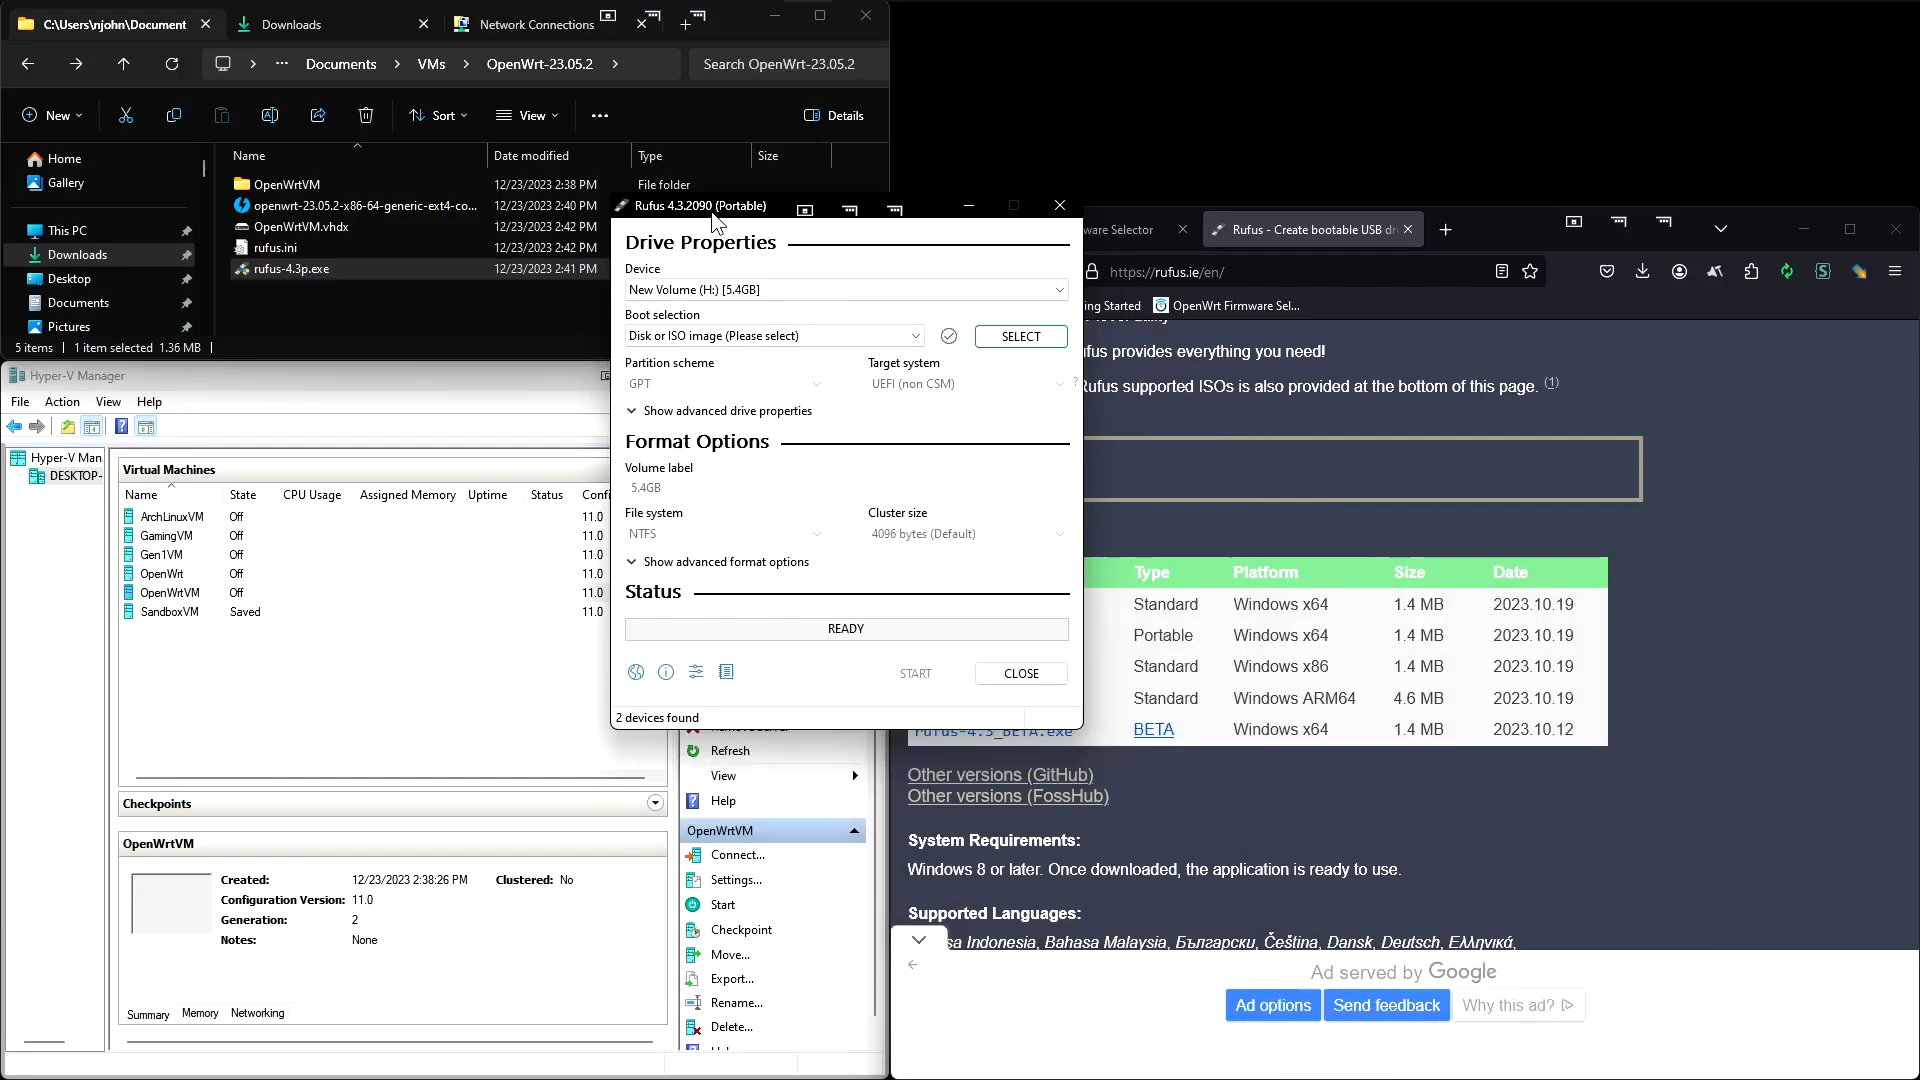 C:\Users\njohn\Document
Downloads
Network Connections
Documents
VMs
OpenWrt-23.05.2
Search OpenWrt-23.05.2
New
Sort
View
Details
Home
Gallery
This PC
Downloads
Desktop
Documents
Pictures
Name
Date modified
Type
Size
OpenWrtVM 12/23/2023 2:38 PM File folder
openwrt-23.05.2-x86-64-generic-ext4-co... 12/23/2023 2:40 PM
OpenWrtVM.vhdx 12/23/2023 2:42 PM
rufus.ini 12/23/2023 2:42 PM
rufus-4.3p.exe 12/23/2023 2:41 PM
5 items
1 item selected 1.36 MB
Hyper-V Manager
File Action View Help
Hyper-V Man
DESKTOP-
Virtual Machines
Name State CPU Usage Assigned Memory Uptime Status Confi
ArchLinuxVM Off 11.0
GamingVM Off 11.0
Gen1VM Off 11.0
OpenWrt Off 11.0
OpenWrtVM Off 11.0
SandboxVM Saved 11.0
Checkpoints
OpenWrtVM
Created: 12/23/2023 2:38:26 PM Clustered: No
Configuration Version: 11.0
Generation: 2
Notes: None
Summary Memory Networking
Refresh
View
Help
OpenWrtVM
Connect...
Settings...
Start
Checkpoint
Move...
Export...
Rename...
Delete...
Rufus 4.3.2090 (Portable)
Drive Properties
Device
New Volume (H:) [5.4GB]
Boot selection
Disk or ISO image (Please select)
SELECT
Partition scheme
Target system
GPT
UEFI (non CSM)
?
Show advanced drive properties
Format Options
Volume label
5.4GB
File system
Cluster size
NTFS
4096 bytes (Default)
Show advanced format options
Status
READY
START
CLOSE
2 devices found
ware Selector
Rufus - Create bootable USB dri
https://rufus.ie/en/
ing Started
OpenWrt Firmware Sel...
ufus provides everything you need!
Rufus supported ISOs is also provided at the bottom of this page. (1)
Type Platform Size Date
Standard Windows x64 1.4 MB 2023.10.19
Portable Windows x64 1.4 MB 2023.10.19
Standard Windows x86 1.4 MB 2023.10.19
Standard Windows ARM64 4.6 MB 2023.10.19
rufus-4.3_BETA.exe BETA Windows x64 1.4 MB 2023.10.12
Other versions (GitHub)
Other versions (FossHub)
System Requirements:
Windows 8 or later. Once downloaded, the application is ready to use.
Supported Languages:
sa Indonesia, Bahasa Malaysia, Български, Čeština, Dansk, Deutsch, Ελληνικά,
Ad served by Google
Ad options
Send feedback
Why this ad?